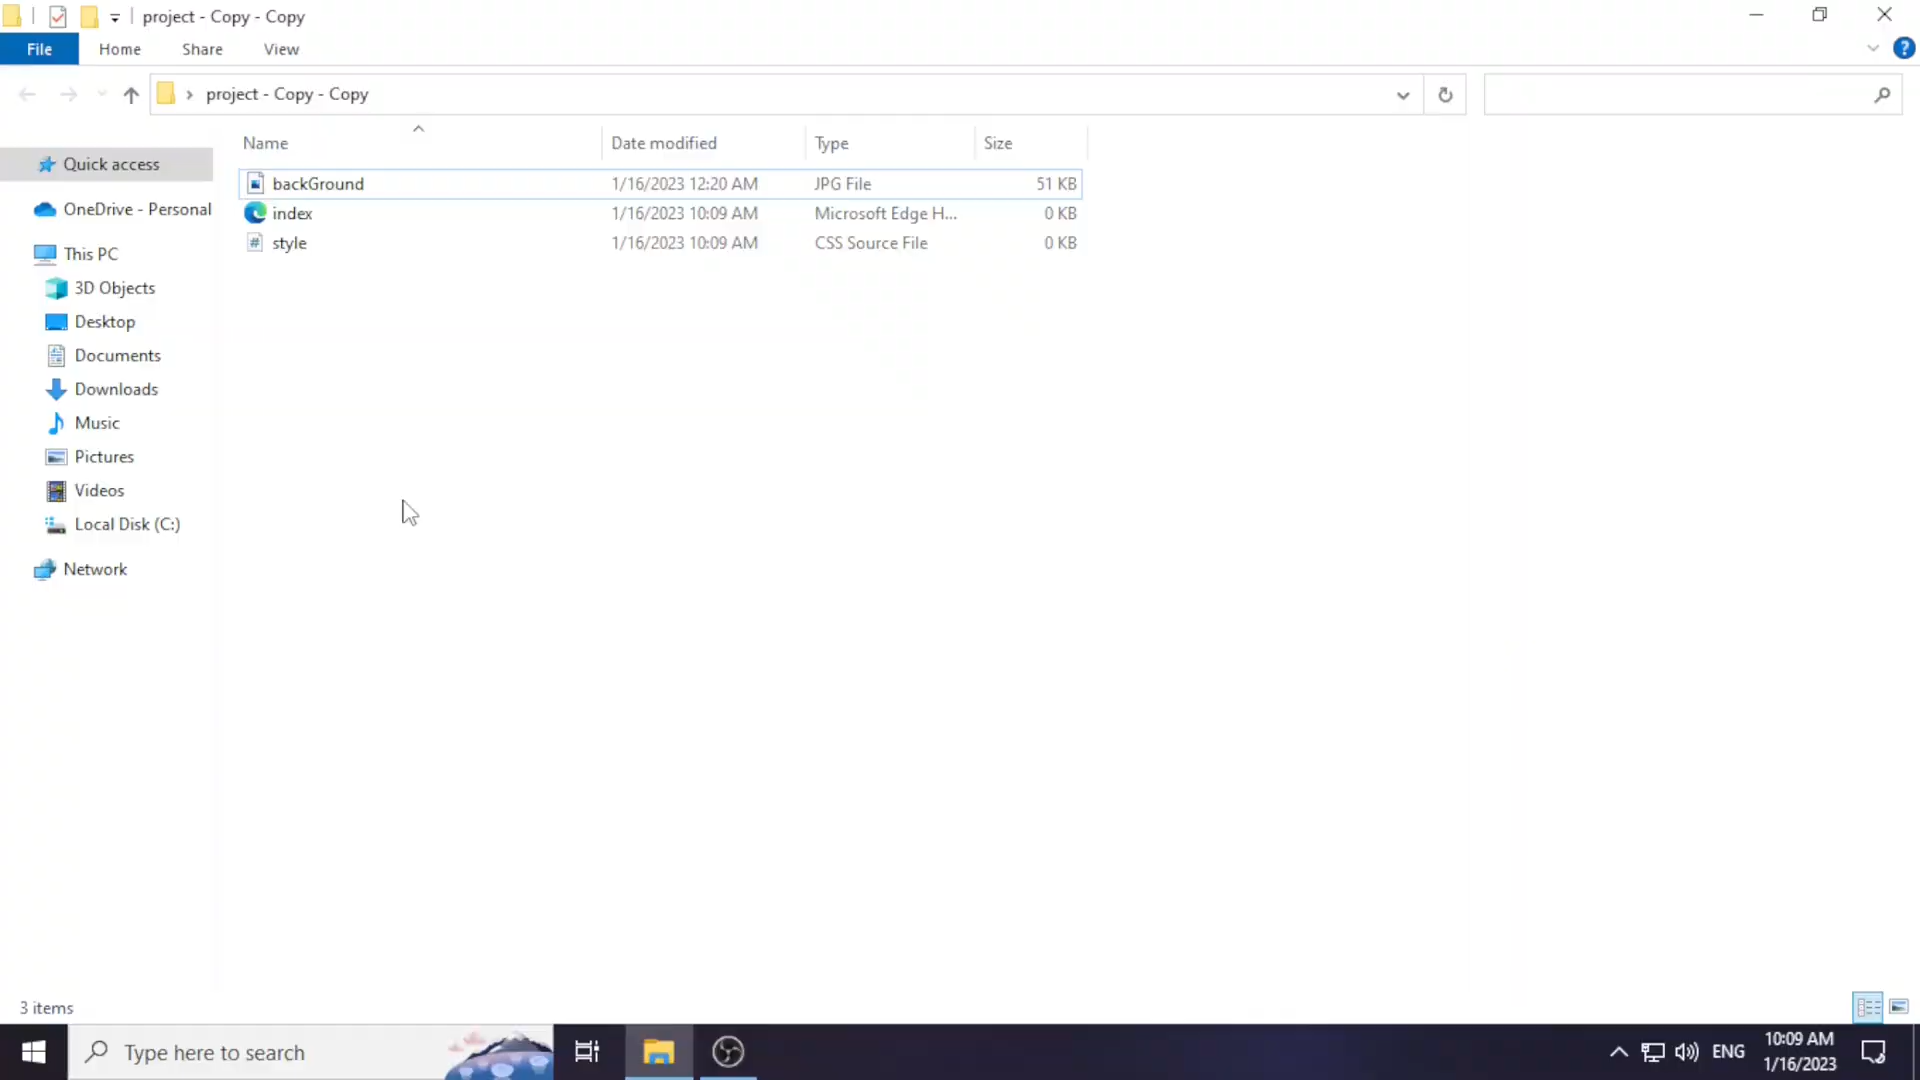 project - Copy - Copy
File Home Share View
?
project - Copy - Copy
Name Date modified Type Size
Quick access
OneDrive - Personal
This PC
3D Objects
Desktop
Documents
Downloads
Music
Pictures
Videos
Local Disk (C:)
Network
backGround 1/16/2023 12:20 AM JPG File 51 KB
index 1/16/2023 10:09 AM Microsoft Edge H... 0 KB
style 1/16/2023 10:09 AM CSS Source File 0 KB
3 items
Type here to search
ENG
10:09 AM
1/16/2023